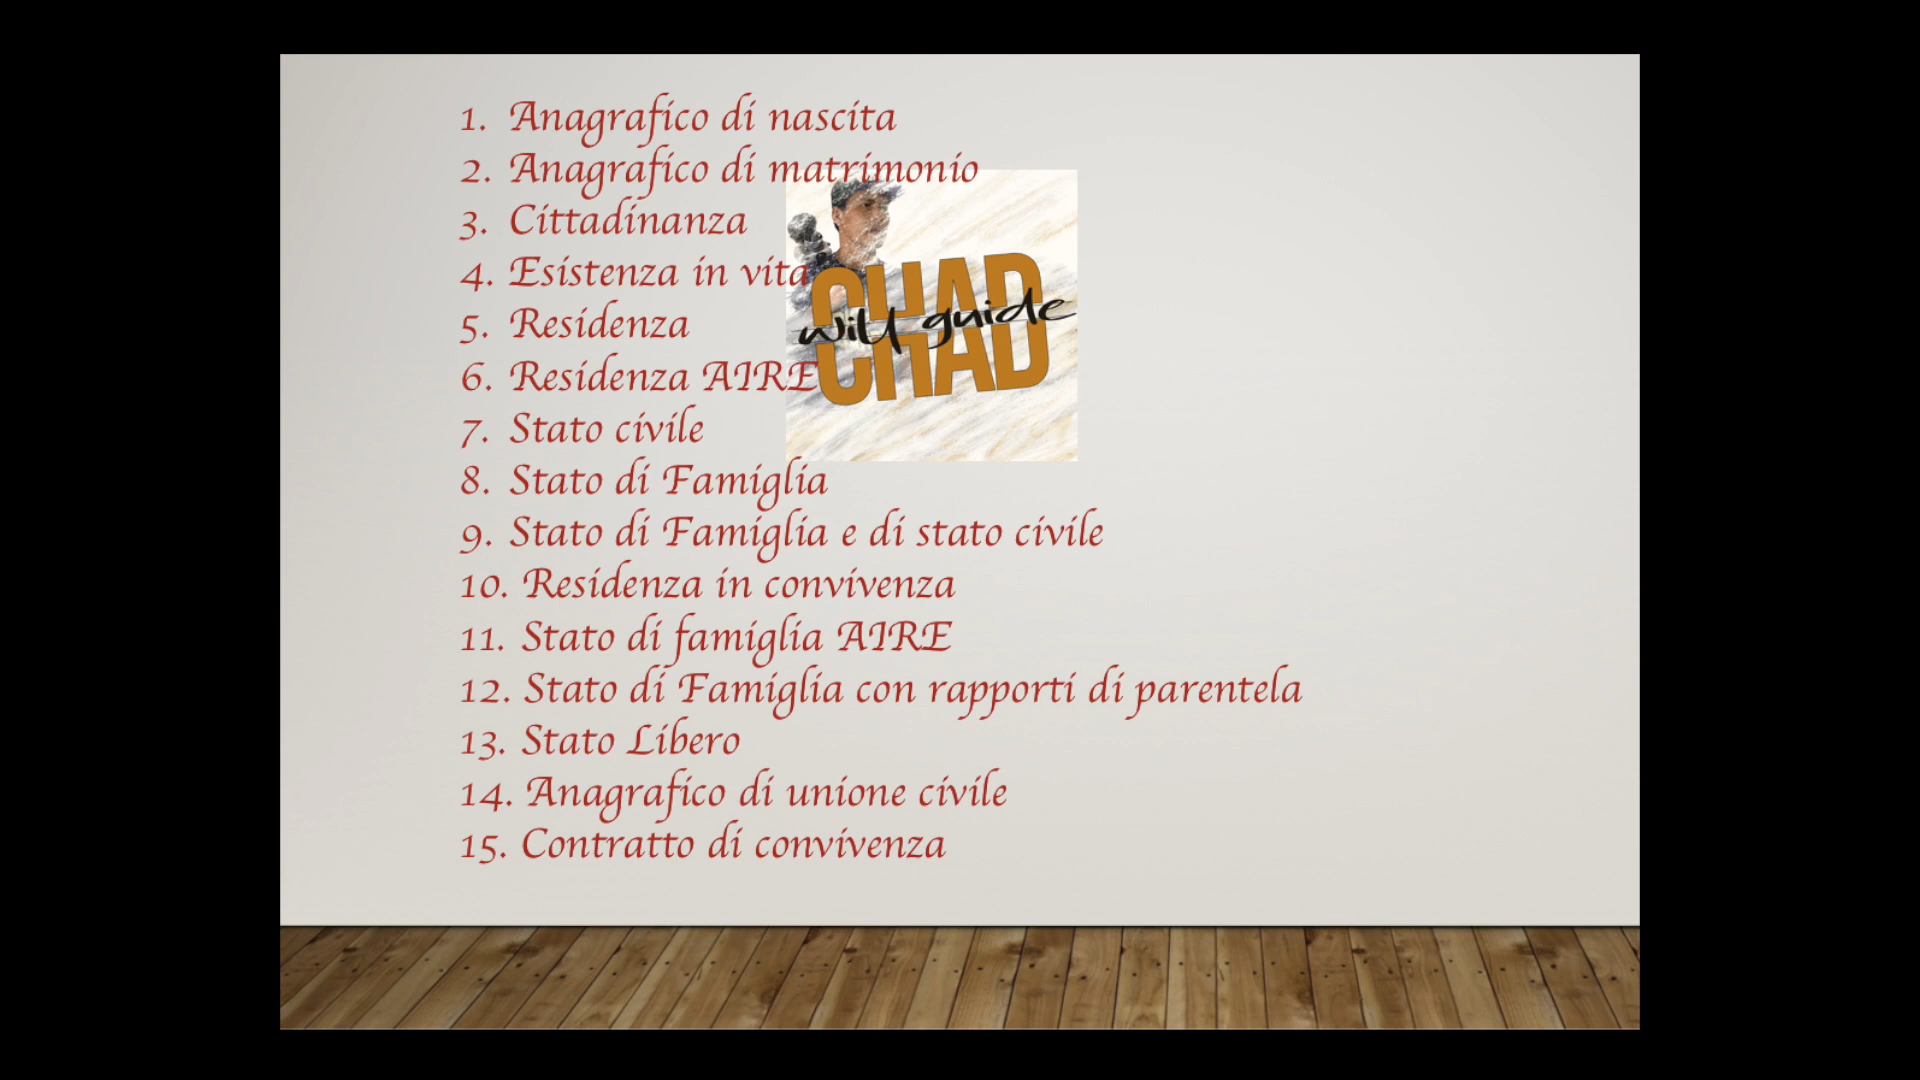 1. Anagrafico di nascita
2. Anagrafico di matrimonio
3. Cittadinanza
4. Esistenza in vita
5. Residenza
6. Residenza AIRE
7. Stato civile
8. Stato di Famiglia
9. Stato di Famiglia e di stato civile
10. Residenza in convivenza
11. Stato di famiglia AIRE
12. Stato di Famiglia con rapporti di parentela
13. Stato Libero
14. Anagrafico di unione civile
15. Contratto di convivenza
CHAD
will guide
CHAD